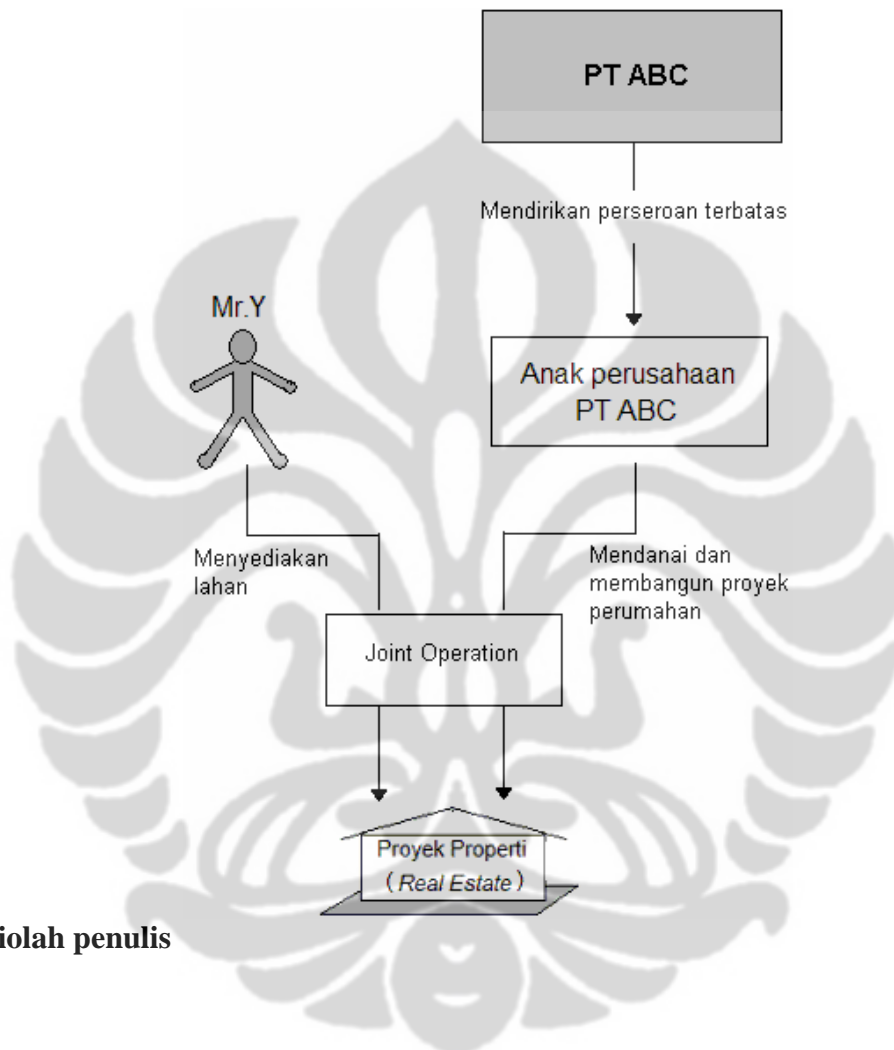 PT ABC
Mendirikan perseroan terbatas
Mr.Y
Anak perusahaan
PT ABC
Menyediakan
lahan
Mendanai dan
membangun proyek
perumahan
Joint Operation
Proyek Properti
(Real Estate)
iolah penulis